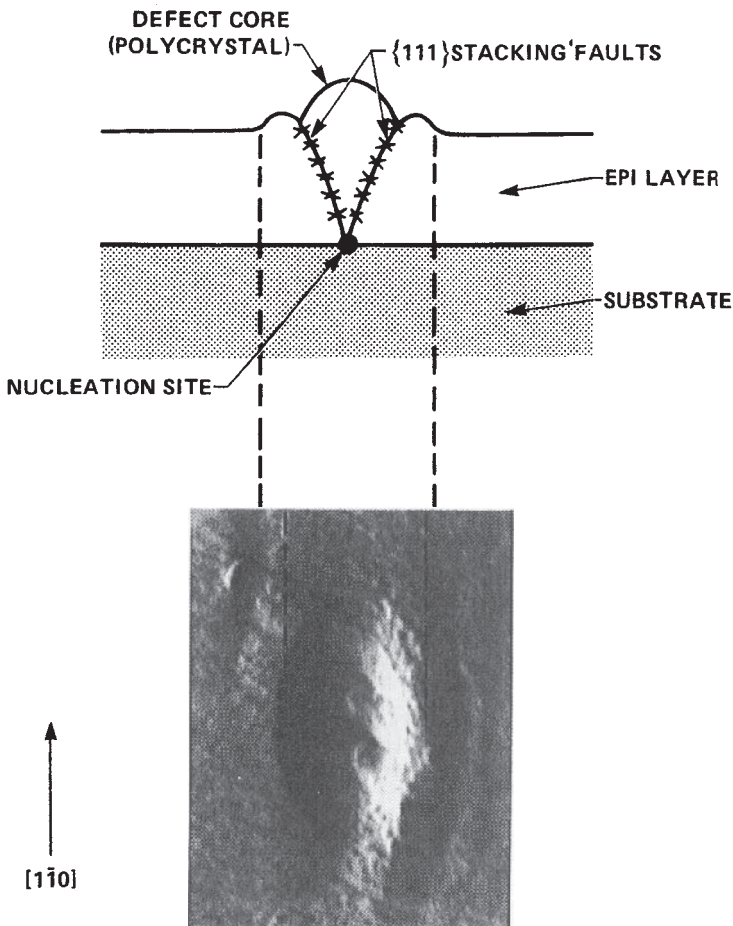 DEFECT CORE
(POLYCRYSTAL)
{111}STACKING'FAULTS
EPI LAYER
SUBSTRATE
NUCLEATION SITE
[11̄0]